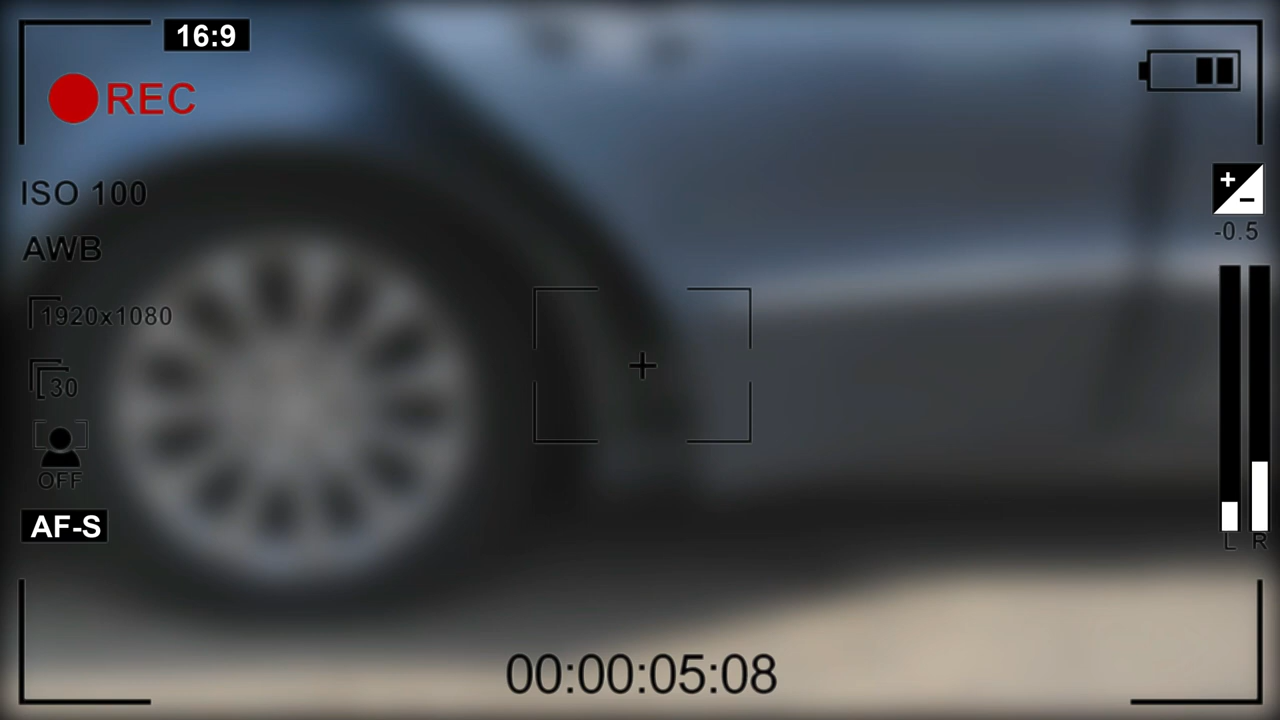 16:9
REC
ISO 100
AWB
1920x1080
30
OFF
AF-S
+
-
-0.5
L R
00:00:05:08